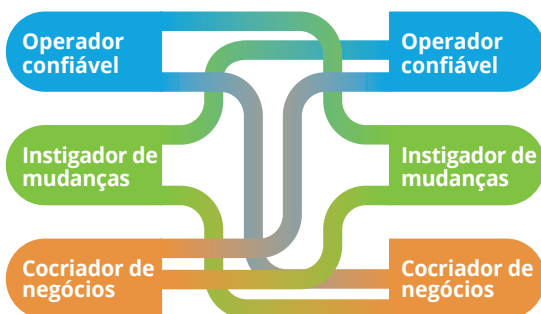 Operador
confiável
Operador
confiável
Instigador de
mudanças
Instigador de
mudanças
Cocriador de
negócios
Cocriador de
negócios